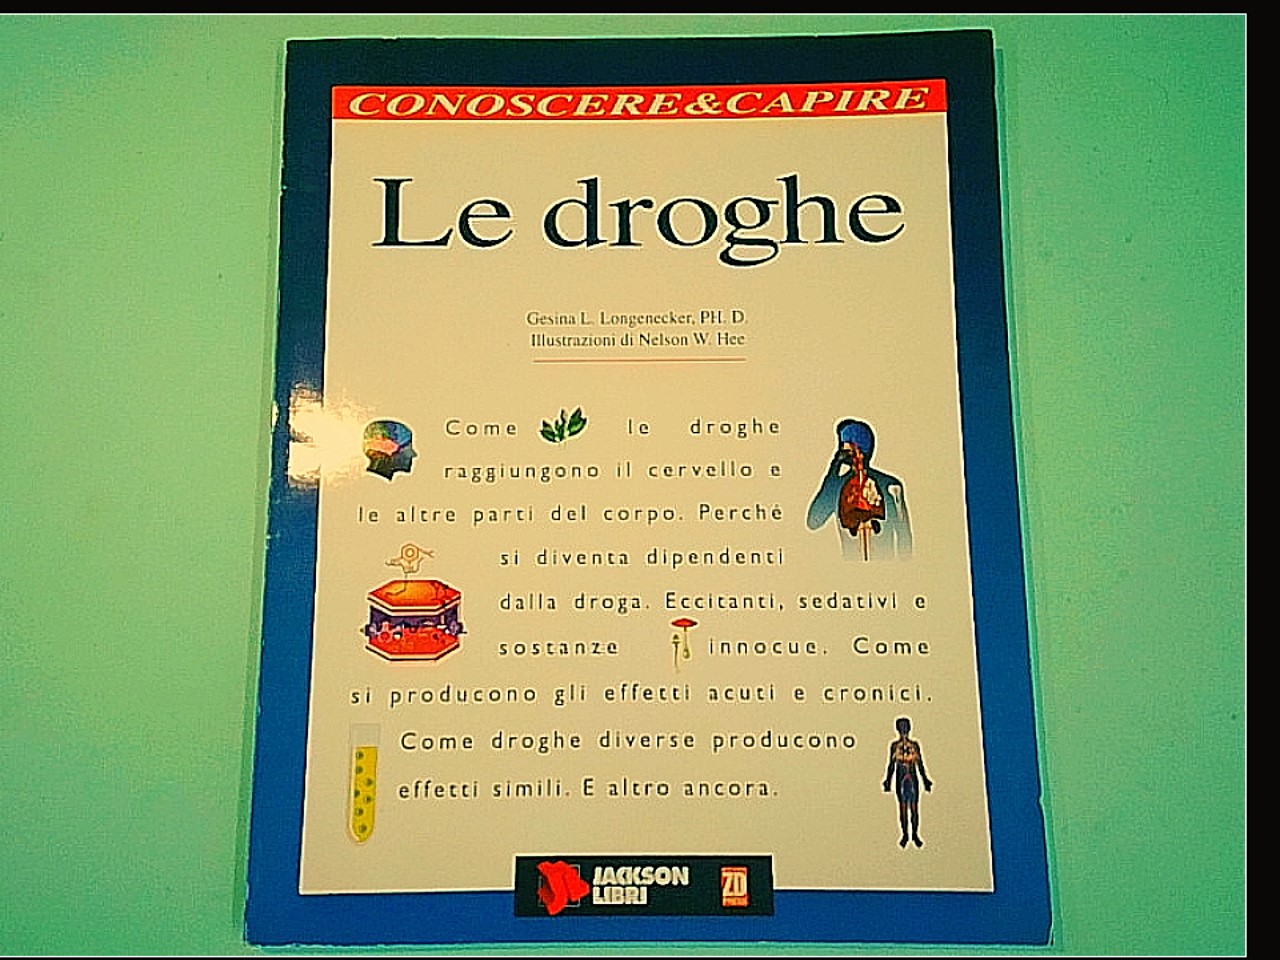 CONOSCERE&CAPIRE
Le droghe
Gesina L. Longenecker, PH. D.
Illustrazioni di Nelson W. Hee
Come le droghe
raggiungono il cervello e
le altre parti del corpo. Perché
si diventa dipendenti
dalla droga. Eccitanti, sedativi e
sostanze innocue. Come
si producono gli effetti acuti e cronici.
Come droghe diverse producono
effetti simili. E altro ancora.
JACKSON
LIBRI
ZD
PRESS